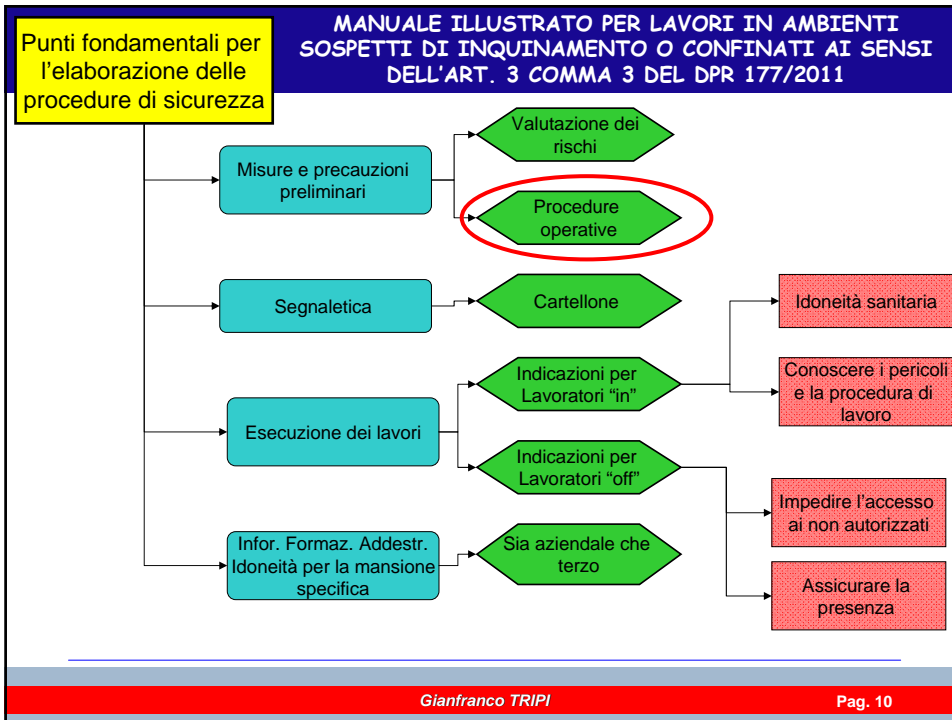 Punti fondamentali per
l'elaborazione delle
procedure di sicurezza
MANUALE ILLUSTRATO PER LAVORI IN AMBIENTI
SOSPETTI DI INQUINAMENTO O CONFINATI AI SENSI
DELL'ART. 3 COMMA 3 DEL DPR 177/2011
Misure e precauzioni
preliminari
Valutazione dei
rischi
Procedure
operative
Segnaletica
Cartellone
Esecuzione dei lavori
Indicazioni per
Lavoratori "in"
Idoneità sanitaria
Conoscere i pericoli
e la procedura di
lavoro
Indicazioni per
Lavoratori "off"
Impedire l'accesso
ai non autorizzati
Assicurare la
presenza
Infor. Formaz. Addestr.
Idoneità per la mansione
specifica
Sia aziendale che
terzo
Gianfranco TRIPI
Pag. 10